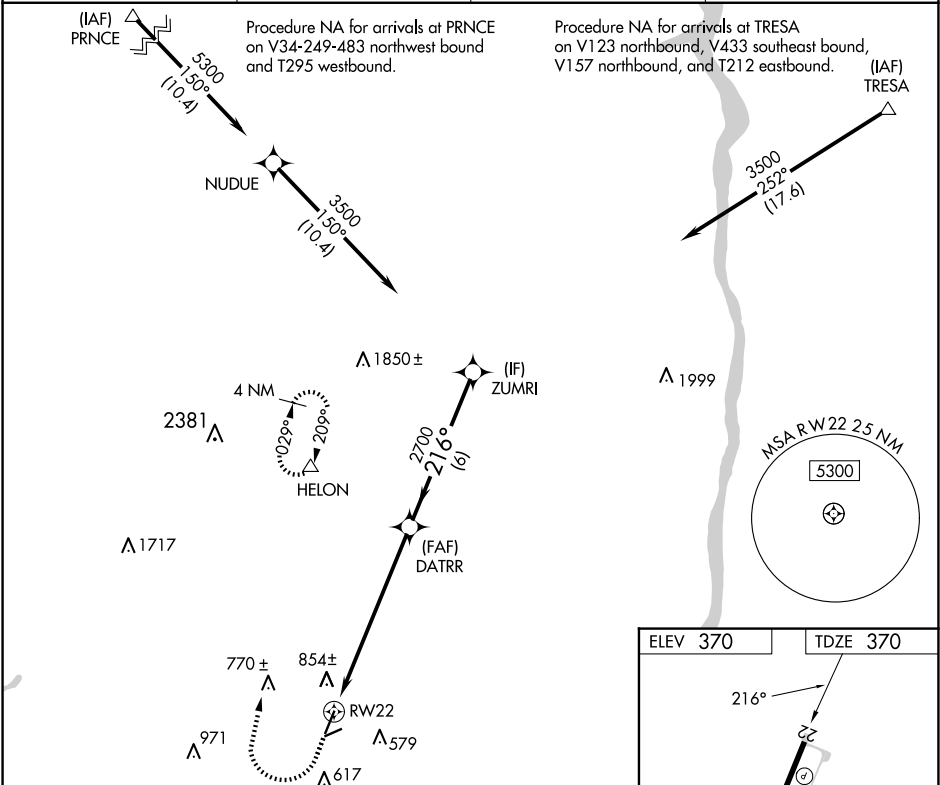 (IAF)
PRNCE
Procedure NA for arrivals at PRNCE
on V34-249-483 northwest bound
and T295 westbound.
Procedure NA for arrivals at TRESA
on V123 northbound, V433 southeast bound,
V157 northbound, and T212 eastbound.
(IAF)
TRESA
5300
150°
(10.4)
NUDUE
3500
150°
(10.4)
3500
252°
(17.6)
1850 ±
(IF)
ZUMRI
1999
4 NM
2381
029°
209°
HELON
2700
216°
(6)
MSA RW22 25 NM
5300
1717
(FAF)
DATRR
ELEV 370
TDZE 370
770 ±
854±
216°
RW22
22
971
579
617
P